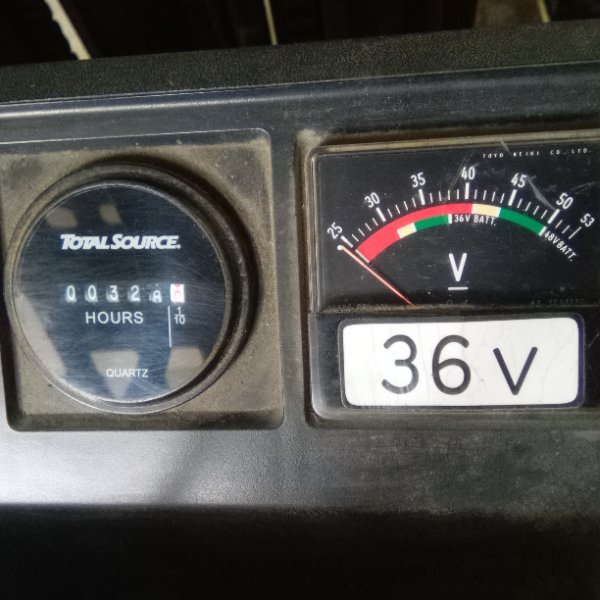 TOTALSOURCE.
0032
HOURS
1/10
QUARTZ
TOYO KEIKI CO., LTD.
25 30 35 40 45 50 53
36V BATT.
48V BATT.
V
36 V